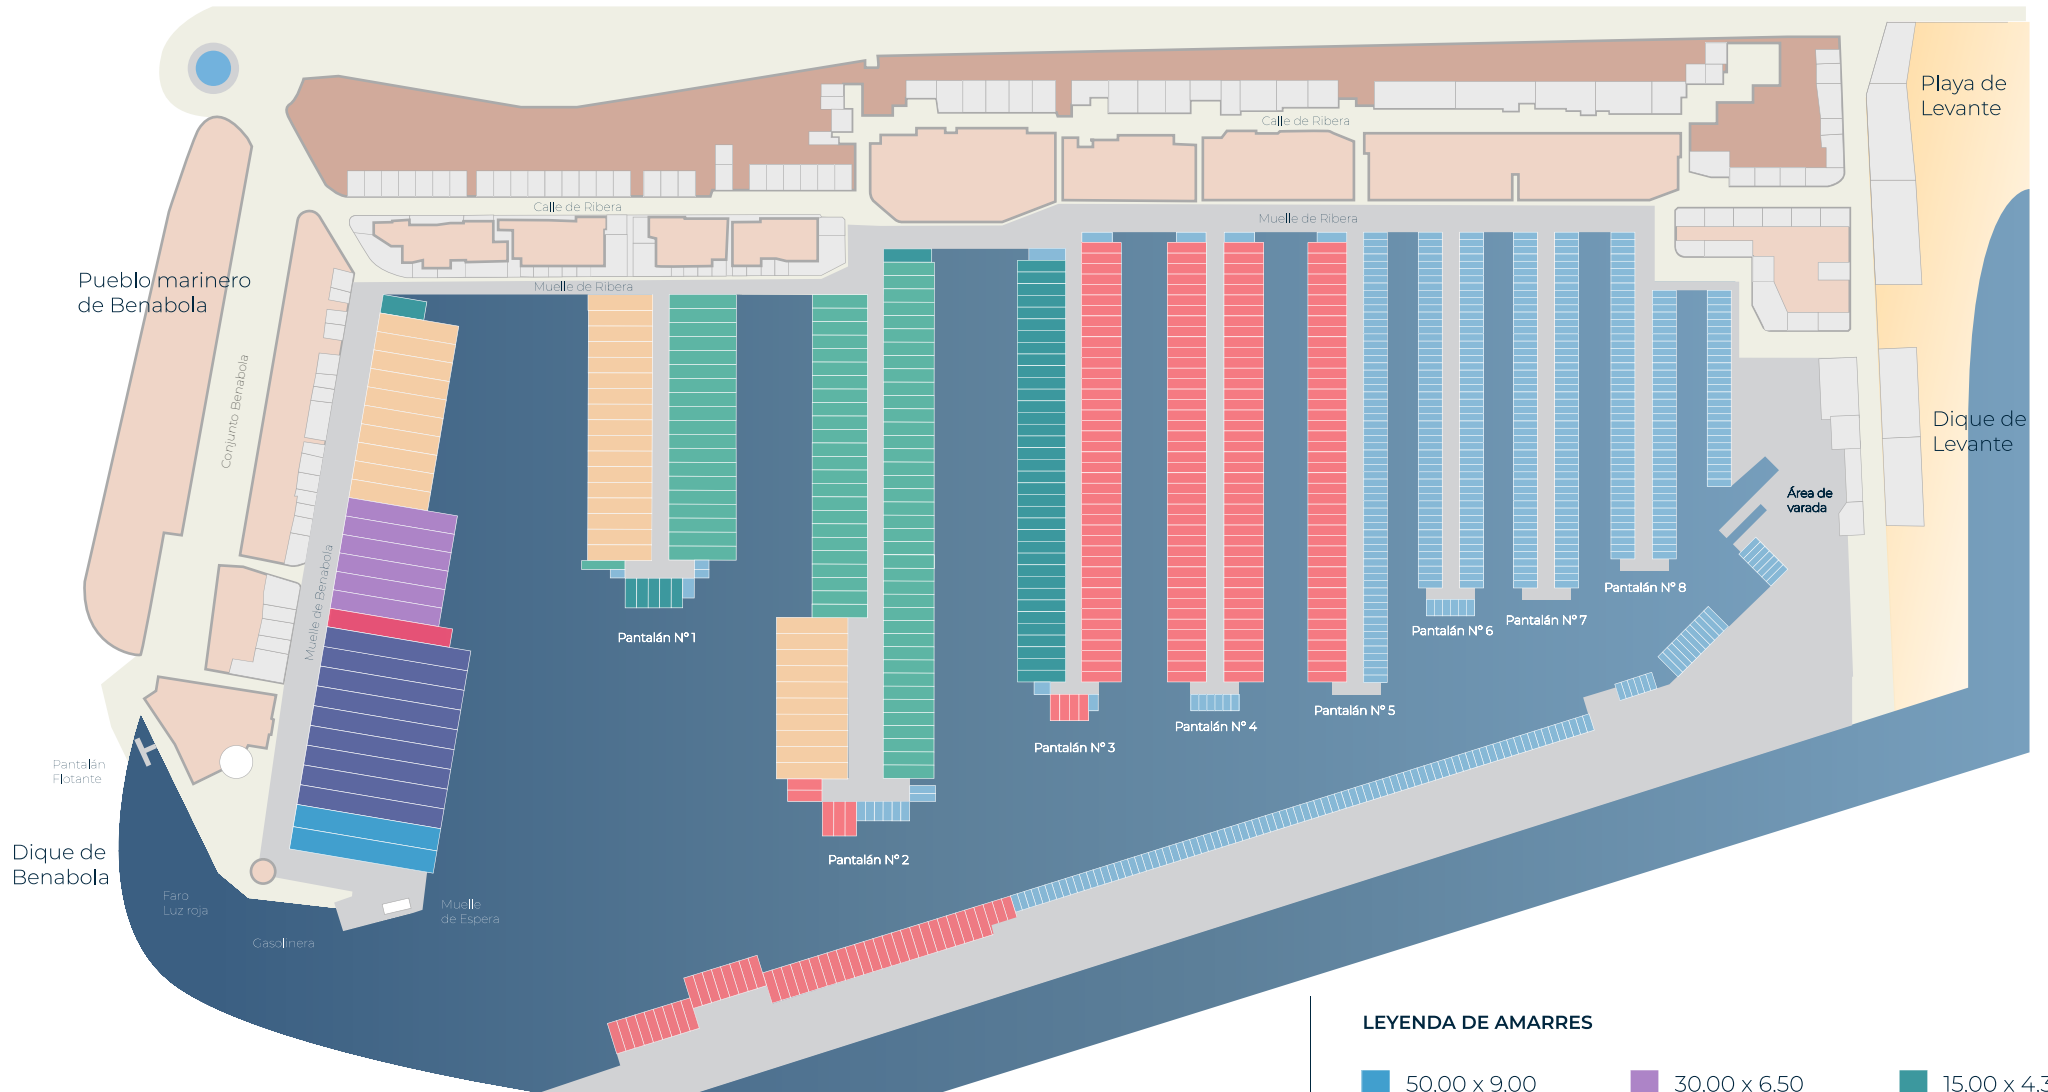 Playa de
Levante
Calle de Ribera
Calle de Ribera
Muelle de Ribera
Pueblo marinero
de Benabola
Muelle de Ribera
Conjunto Benabola
Dique de
Levante
Área de
varada
Muelle de Benabola
Pantalán Nº 1
Pantalán Nº 6
Pantalán Nº 7
Pantalán Nº 8
Pantalán Nº 3
Pantalán Nº 4
Pantalán Nº 5
Pantalán
Flotante
Pantalán Nº 2
Dique de
Benabola
Faro
Luz roja
Muelle
de Espera
Gasolinera
LEYENDA DE AMARRES
50,00 x 9,00
30,00 x 6,50
15,00 x 4,3